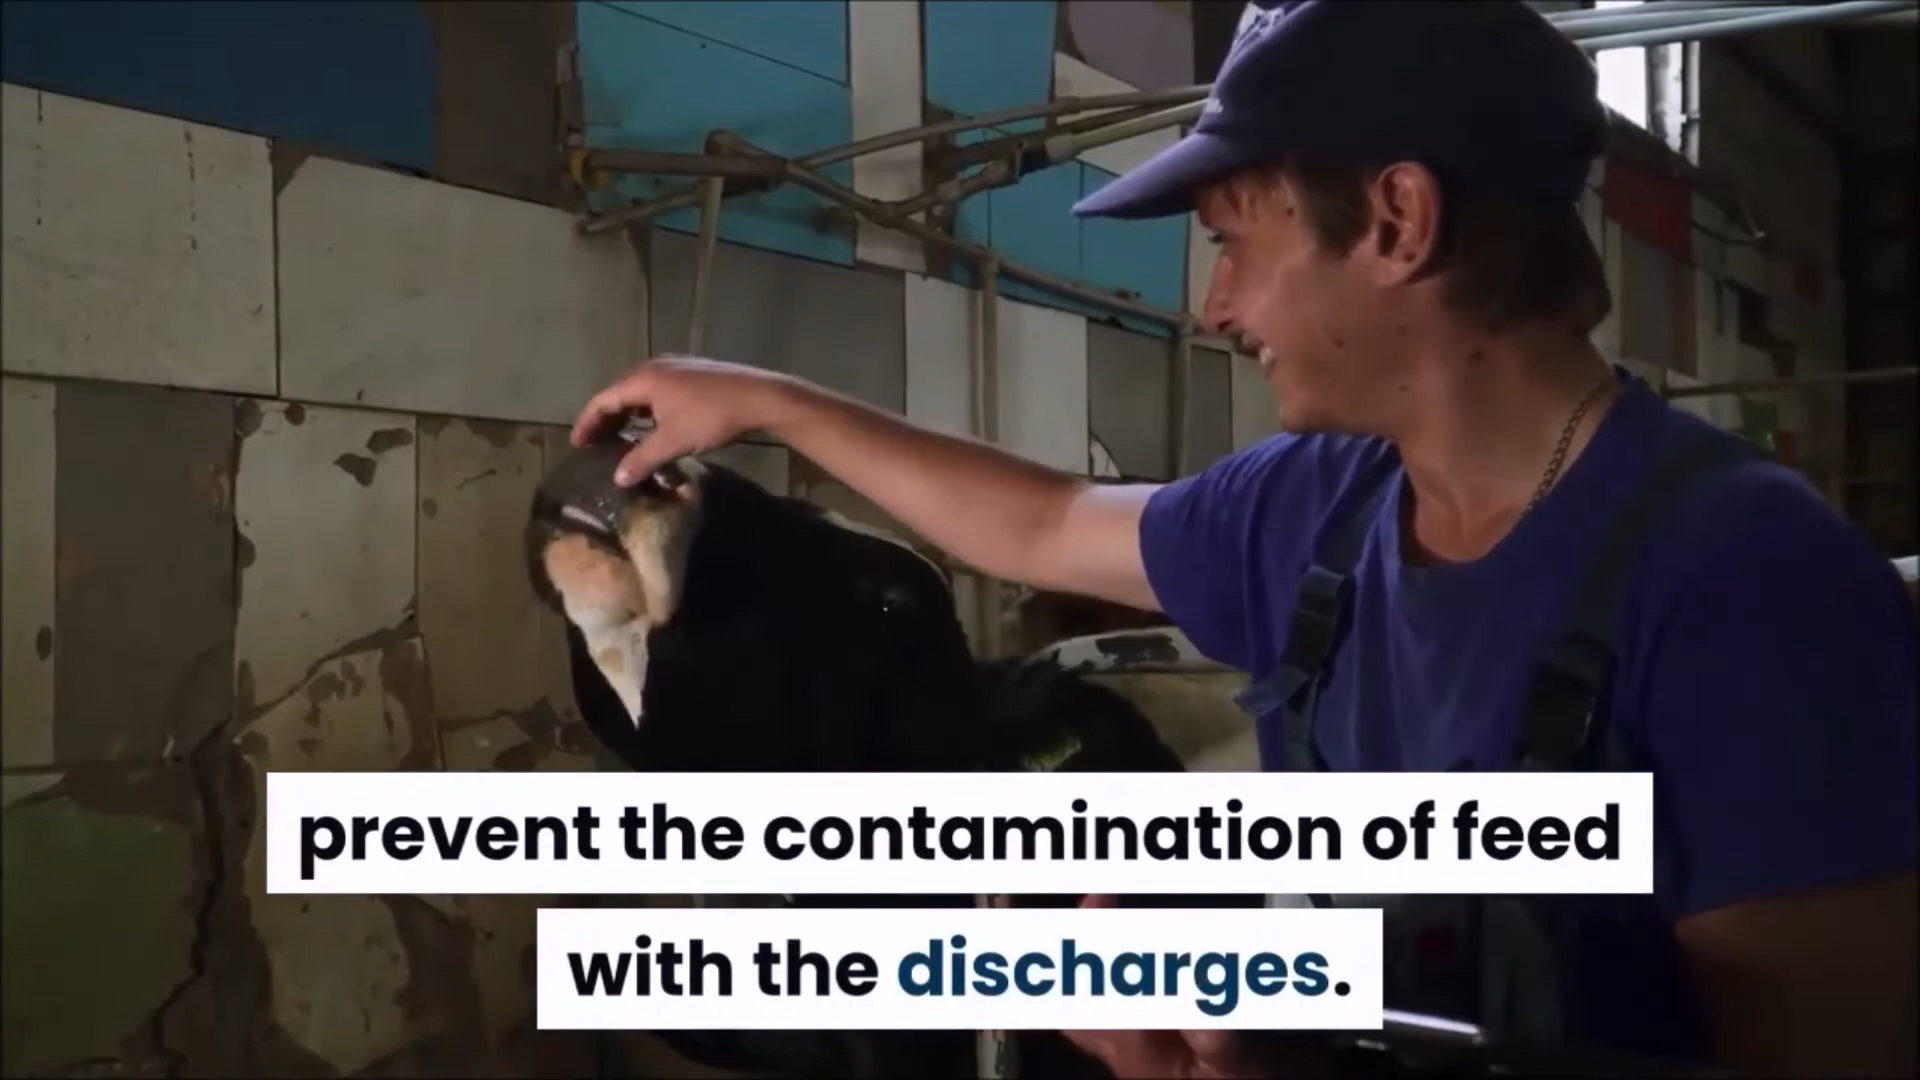 prevent the contamination of feed
with the discharges.